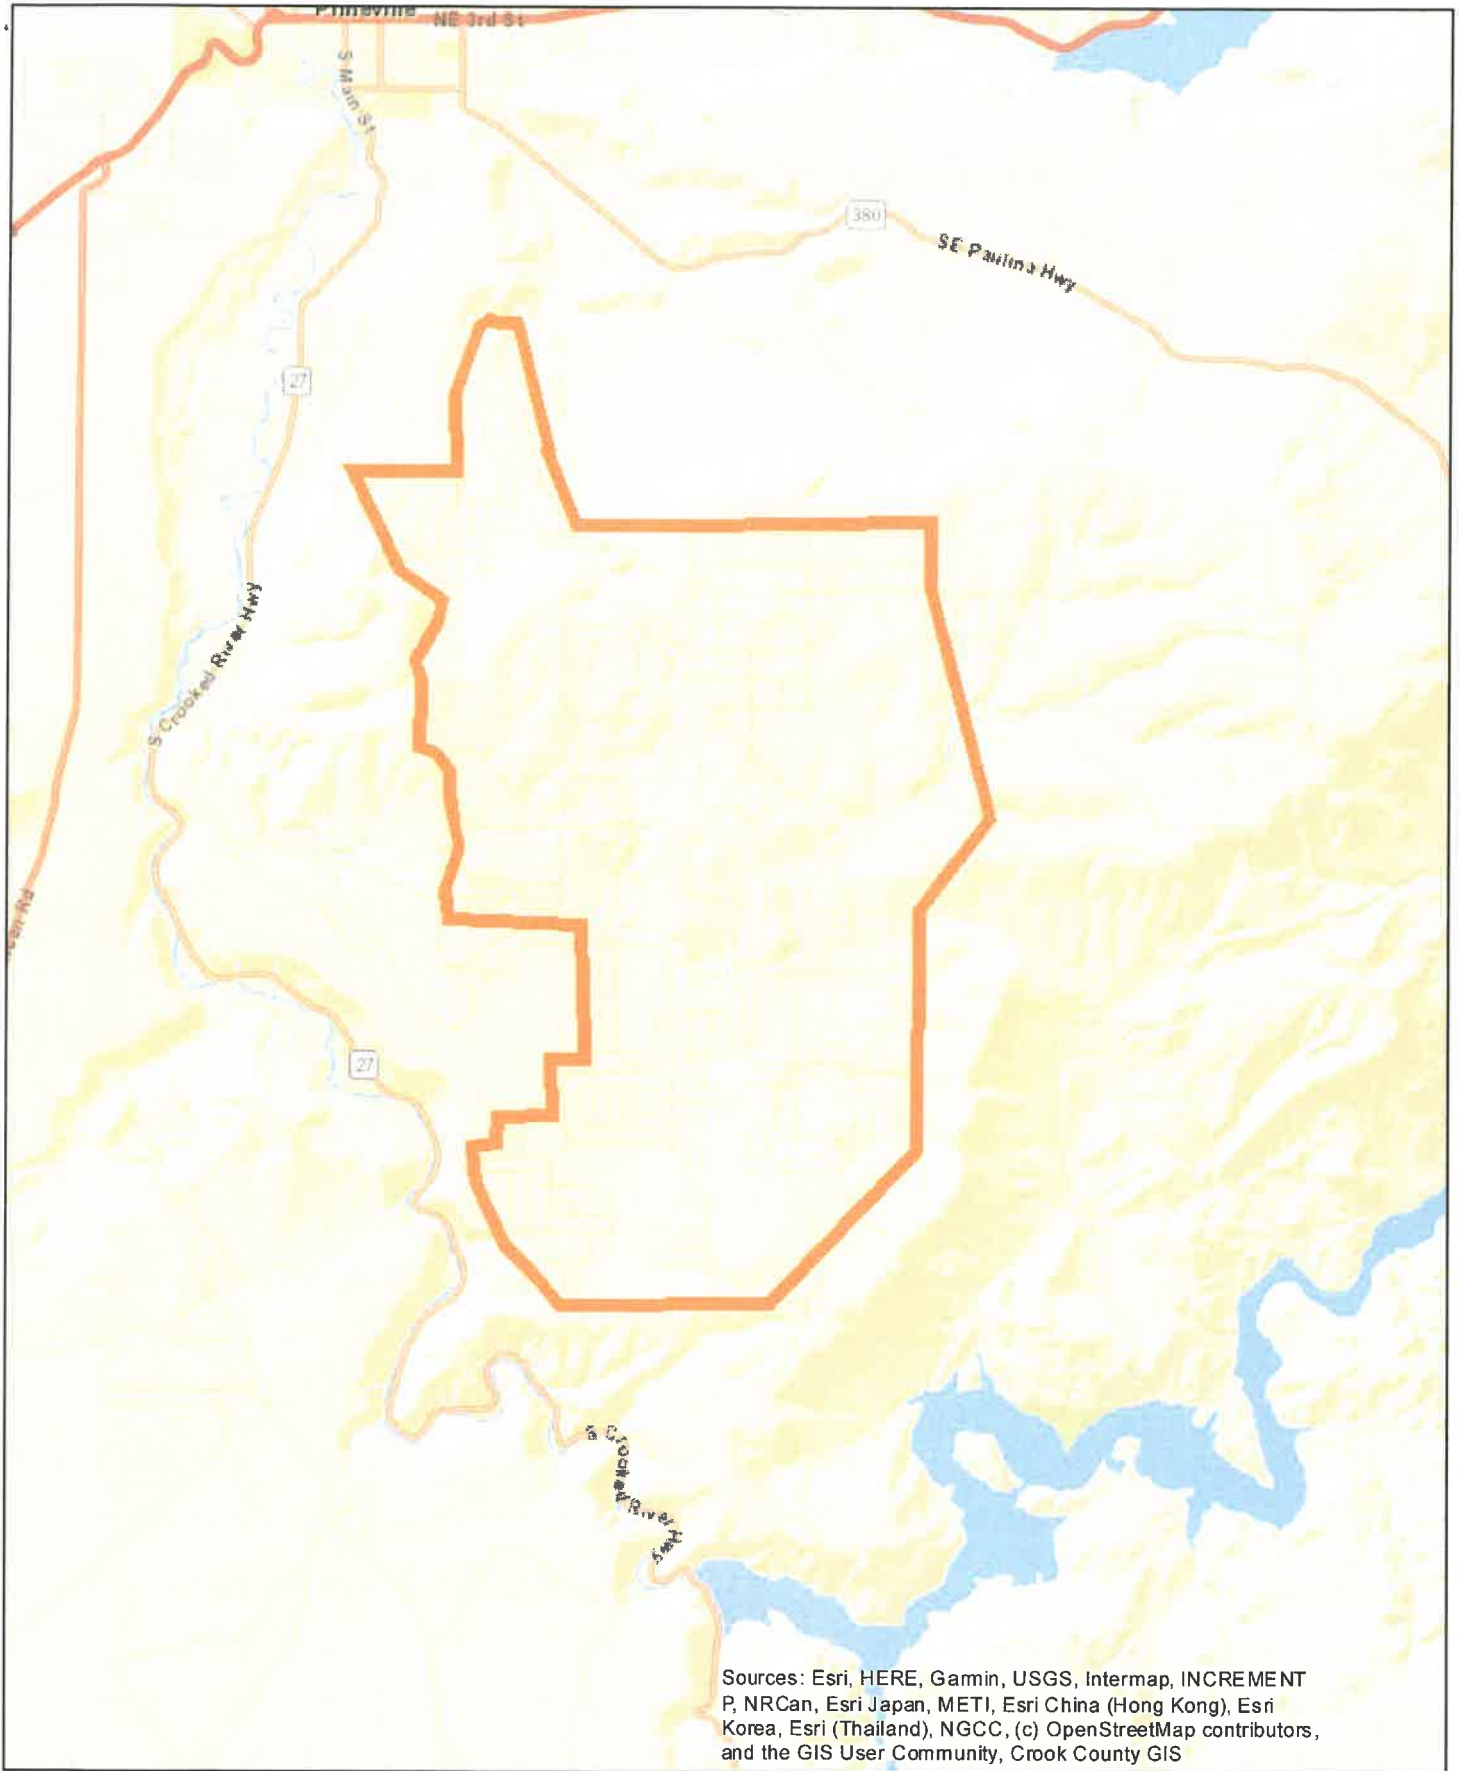 Prineville
NE 3rd St
S Main St
380
SE Paulina Hwy
27
S Crooked River Hwy
Rd
27
S Crooked River Hwy
Sources: Esri, HERE, Garmin, USGS, Intermap, INCREMENT
P, NRCan, Esri Japan, METI, Esri China (Hong Kong), Esri
Korea, Esri (Thailand), NGCC, (c) OpenStreetMap contributors,
and the GIS User Community, Crook County GIS